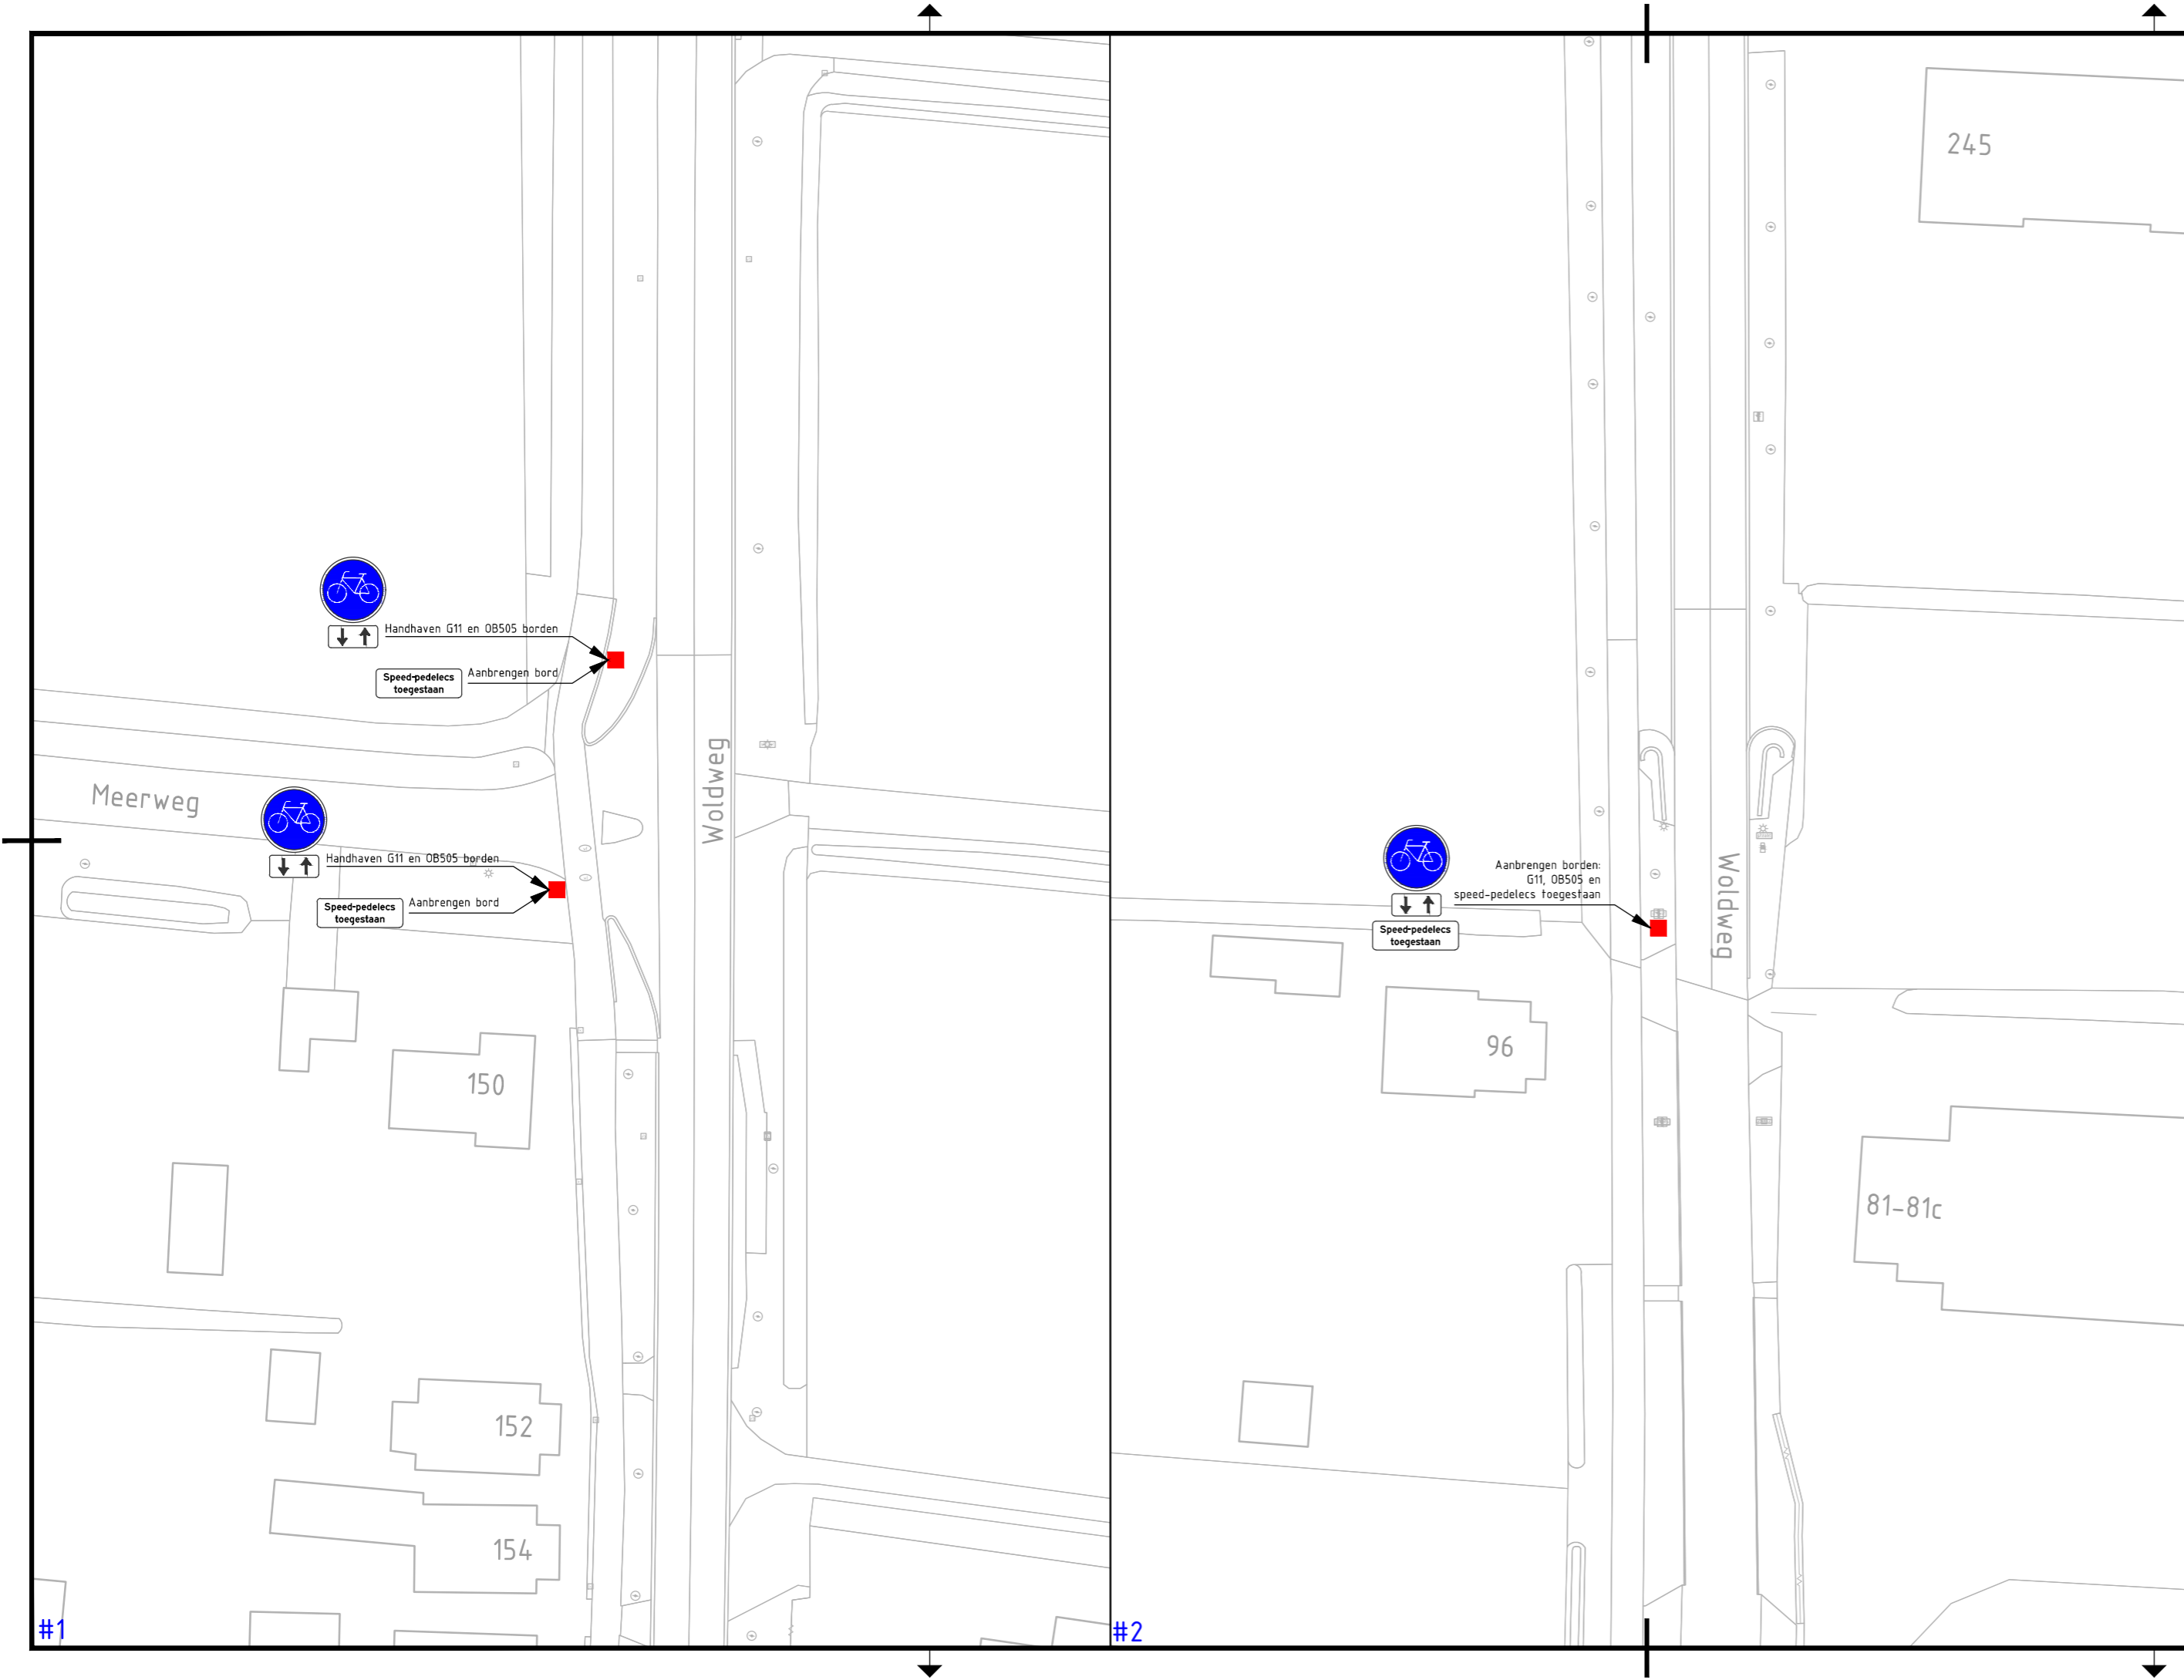 Handhaven G11 en OB505 borden
Aanbrengen bord
Speed-pedelecs
toegestaan
Woldweg
Meerweg
Handhaven G11 en OB505 borden
Aanbrengen bord
Speed-pedelecs
toegestaan
150
152
154
#1
245
Aanbrengen borden:
G11, OB505 en
speed-pedelecs toegestaan
Speed-pedelecs
toegestaan
Woldweg
96
81-81c
#2